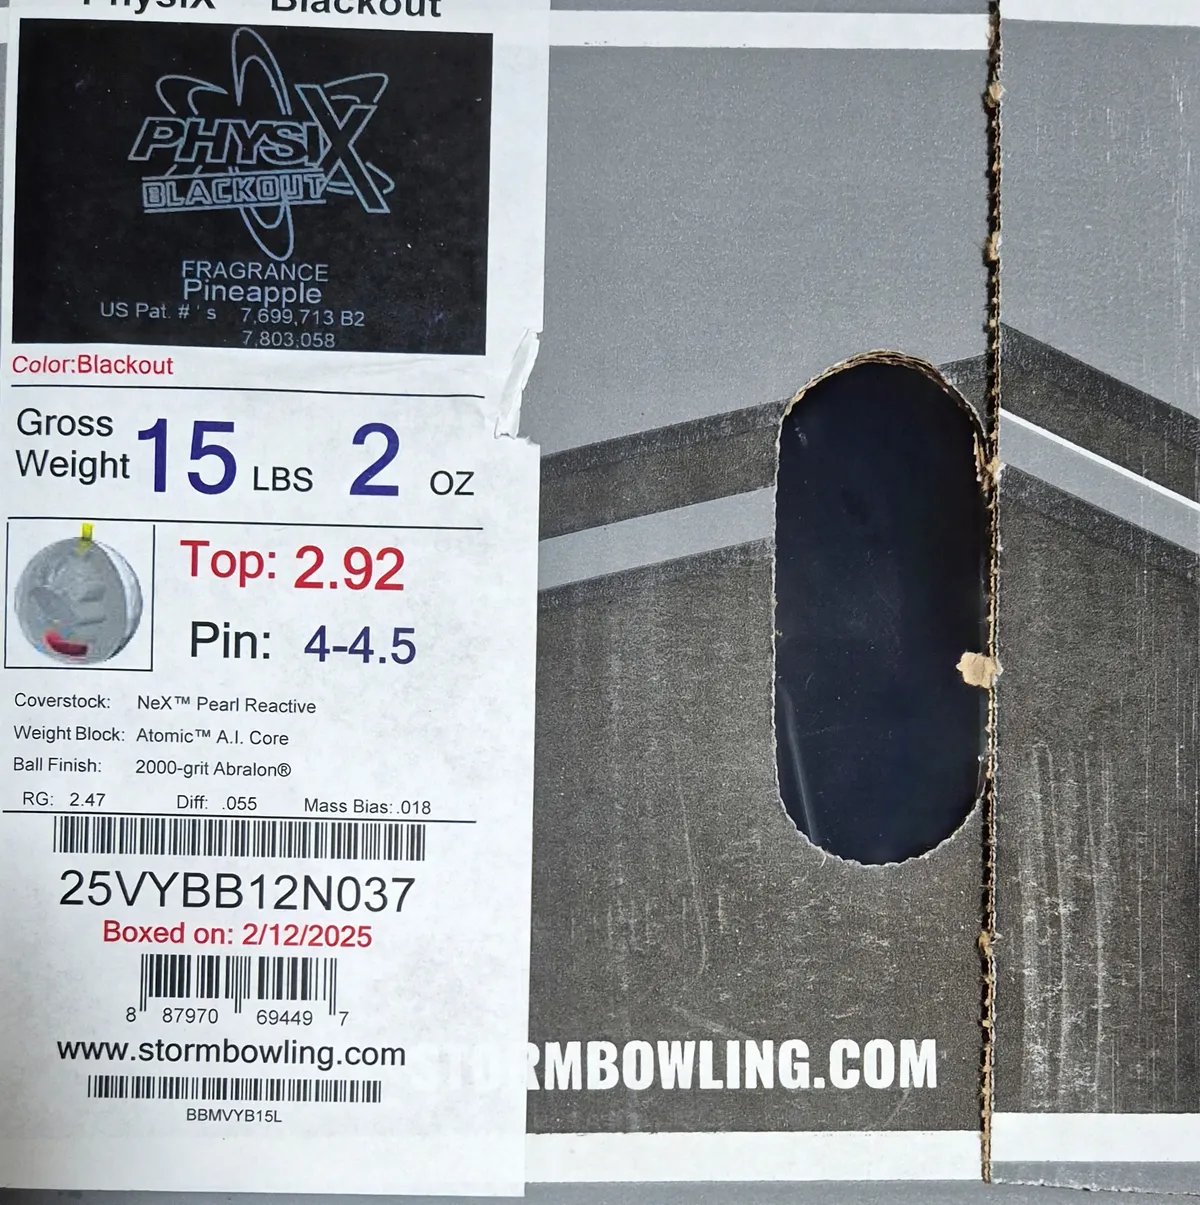 PhysiX Blackout
PHYSIX
BLACKOUT
FRAGRANCE
Pineapple
US Pat. # ' s 7,699,713 B2
7,803,058
Color:Blackout
Gross
Weight 15 LBS 2 OZ
Top: 2.92
Pin: 4-4.5
Coverstock: NeX™ Pearl Reactive
Weight Block: Atomic™ A.I. Core
Ball Finish: 2000-grit Abralon®
RG: 2.47 Diff: .055 Mass Bias: .018
25VYBB12N037
Boxed on: 2/12/2025
8 87970 69449 7
www.stormbowling.com
BBMVYB15L
STORMBOWLING.COM